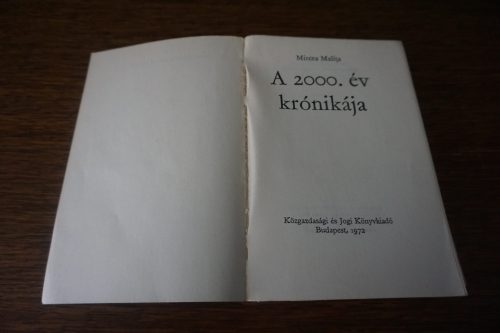 Mircea Malița
A 2000. év
krónikája
Közgazdasági és Jogi Könyvkiadó
Budapest, 1972